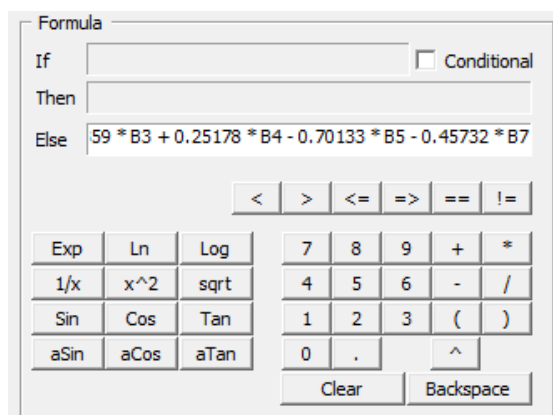 Formula
If
Conditional
Then
Else 59 * B3 + 0.25178 * B4 - 0.70133 * B5 - 0.45732 * B7
< > <= => == !=
Exp Ln Log 7 8 9 + *
1/x x^2 sqrt 4 5 6 - /
Sin Cos Tan 1 2 3 ( )
aSin aCos aTan 0 . ^
Clear Backspace